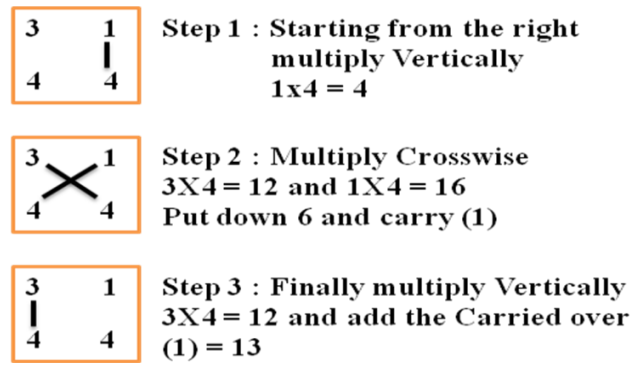 3 1
4 4
Step 1 : Starting from the right
multiply Vertically
1x4 = 4
3 1
4 4
Step 2 : Multiply Crosswise
3X4 = 12 and 1X4 = 16
Put down 6 and carry (1)
3 1
4 4
Step 3 : Finally multiply Vertically
3X4 = 12 and add the Carried over
(1) = 13